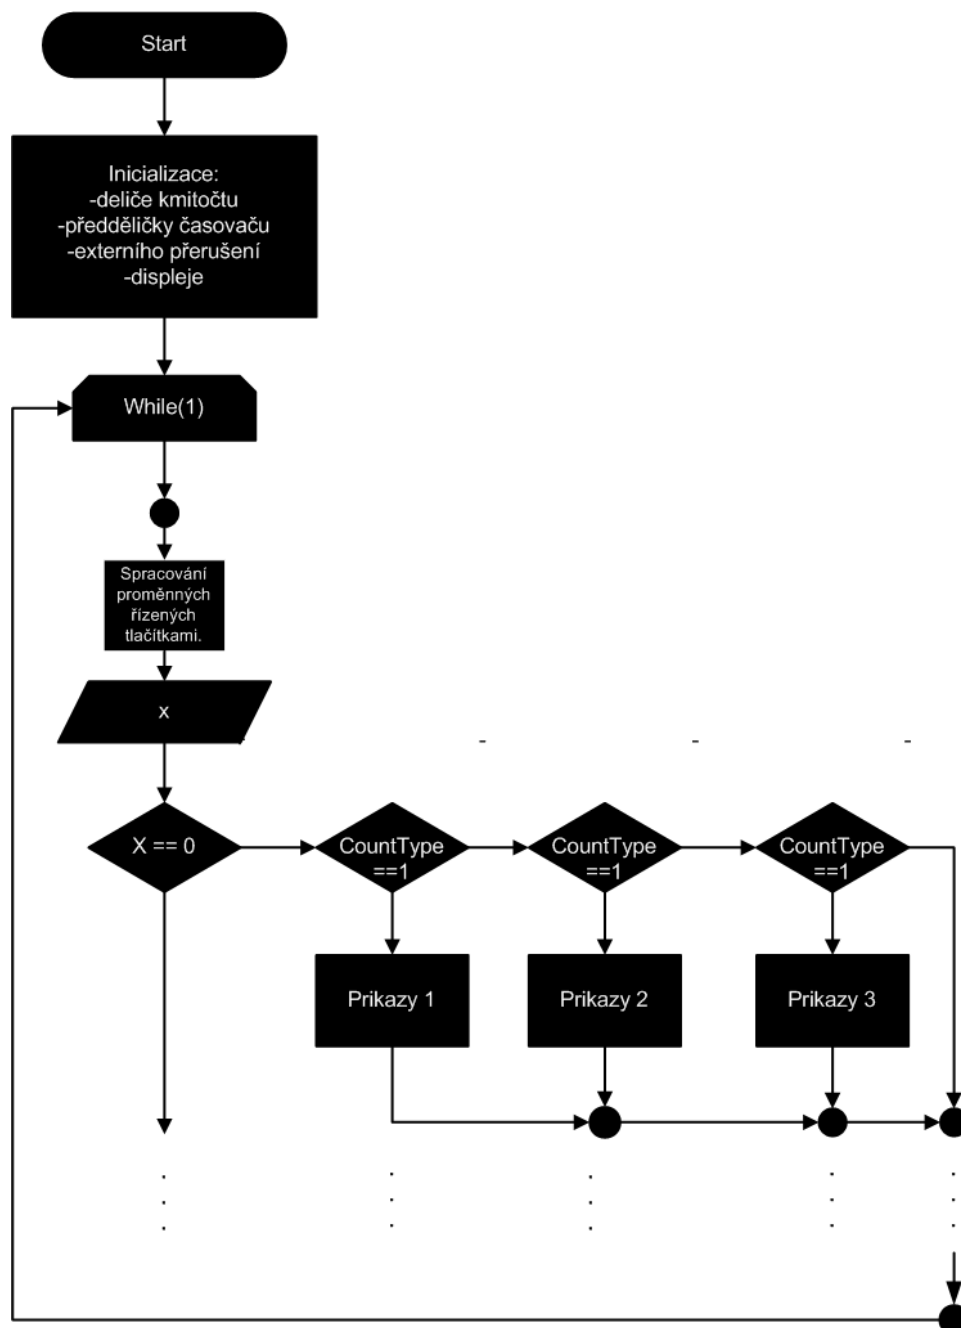 Start
Inicializace:
-deliče kmitočtu
-předděličky časovaču
-externího přerušení
-displeje
While(1)
Spracování
proměnných
řízených
tlačítkami.
x
X == 0
CountType
==1
CountType
==1
CountType
==1
Prikazy 1
Prikazy 2
Prikazy 3